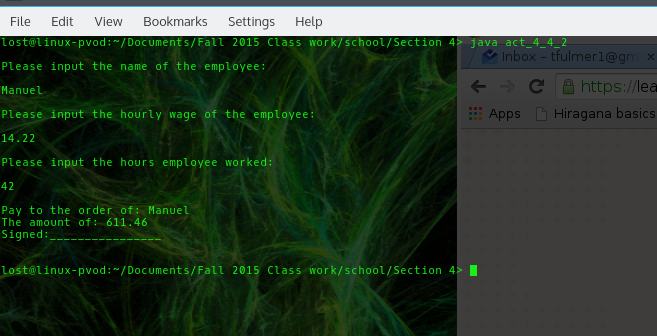 File Edit View Bookmarks Settings Help
lost@linux-pvod:~/Documents/Fall 2015 Class work/school/Section 4> java act_4_4_2
Please input the name of the employee:
Manuel
Please input the hourly wage of the employee:
14.22
Please input the hours employee worked:
42
Pay to the order of: Manuel
The amount of: 611.46
Signed:________________
lost@linux-pvod:~/Documents/Fall 2015 Class work/school/Section 4>
Inbox – tfulmer1@gm
https://lea
Apps Hiragana basics